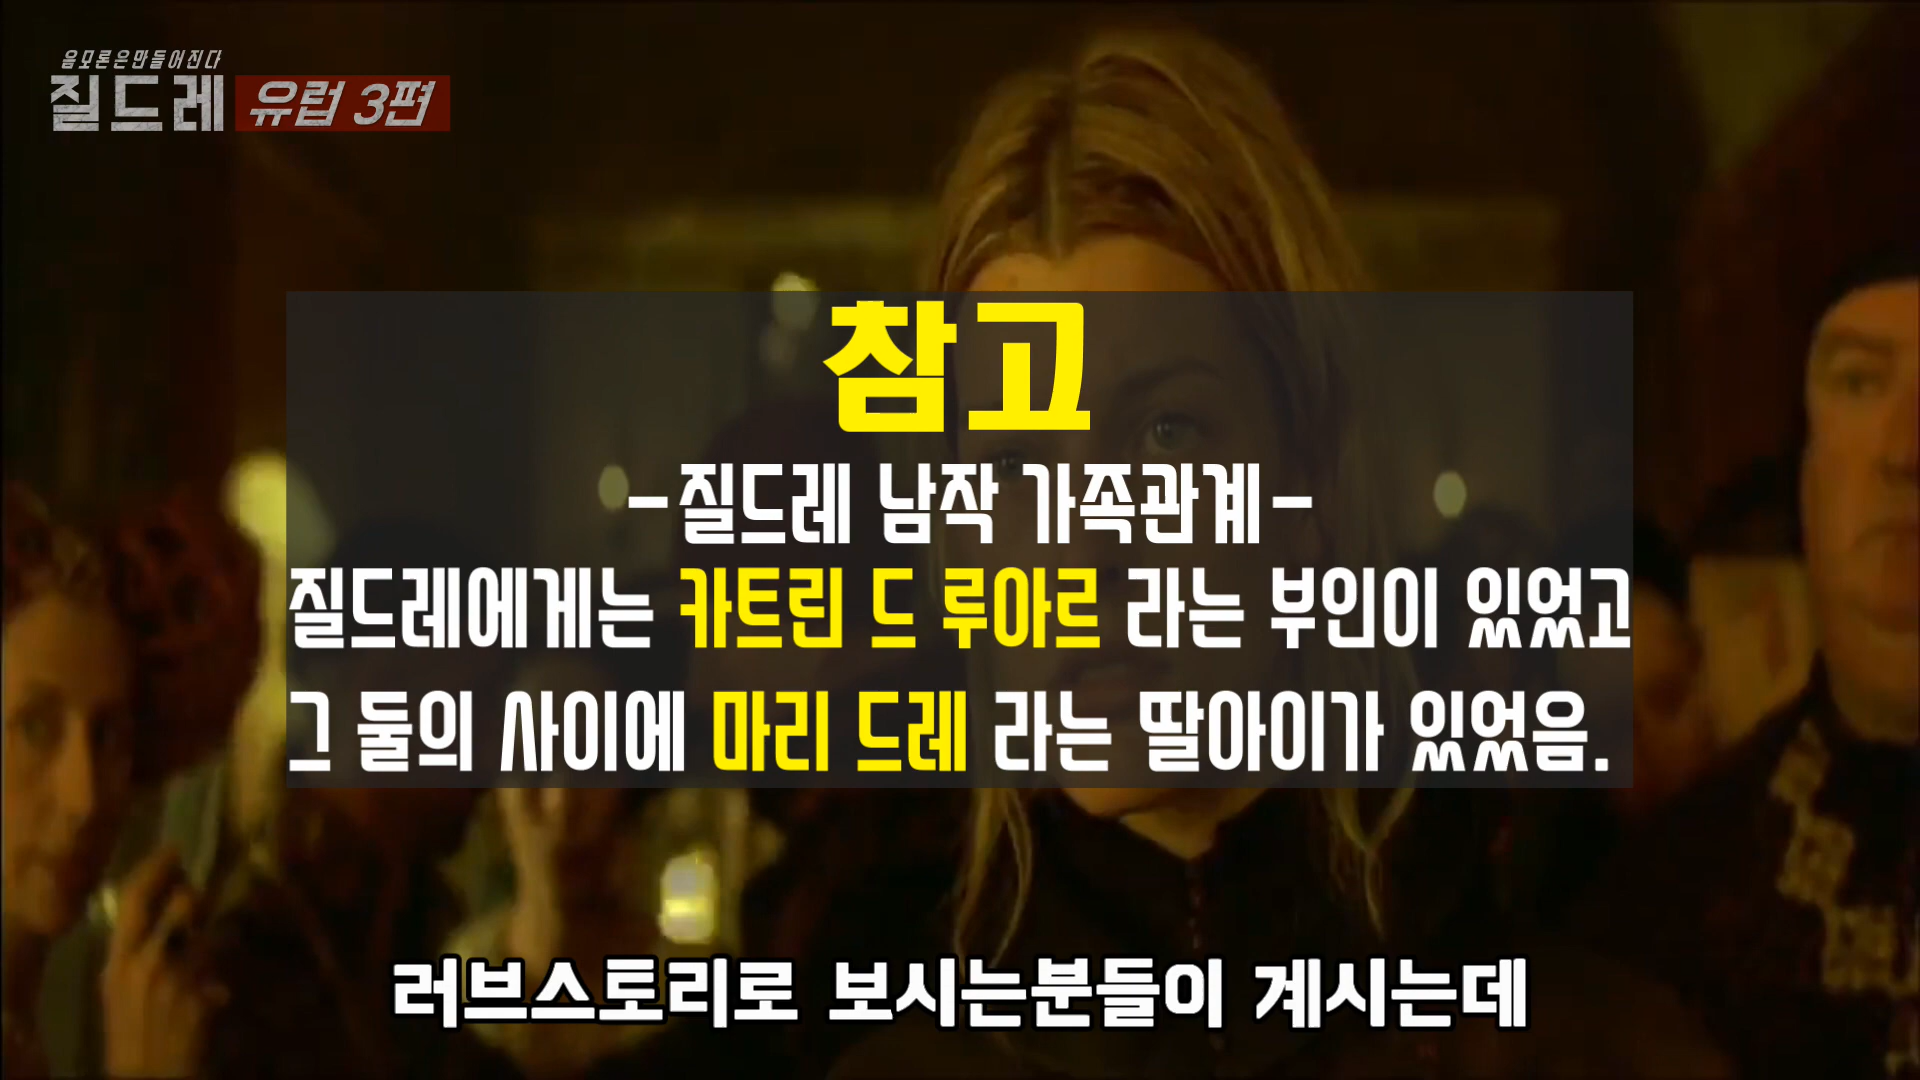 음모론은만들어진다
질드레 유럽 3편
참고
-질드레 남작 가족관계-
질드레에게는 카트린 드 루아르 라는 부인이 있었고
그 둘의 사이에 마리 드레 라는 딸아이가 있었음.
러브스토리로 보시는분들이 계시는데